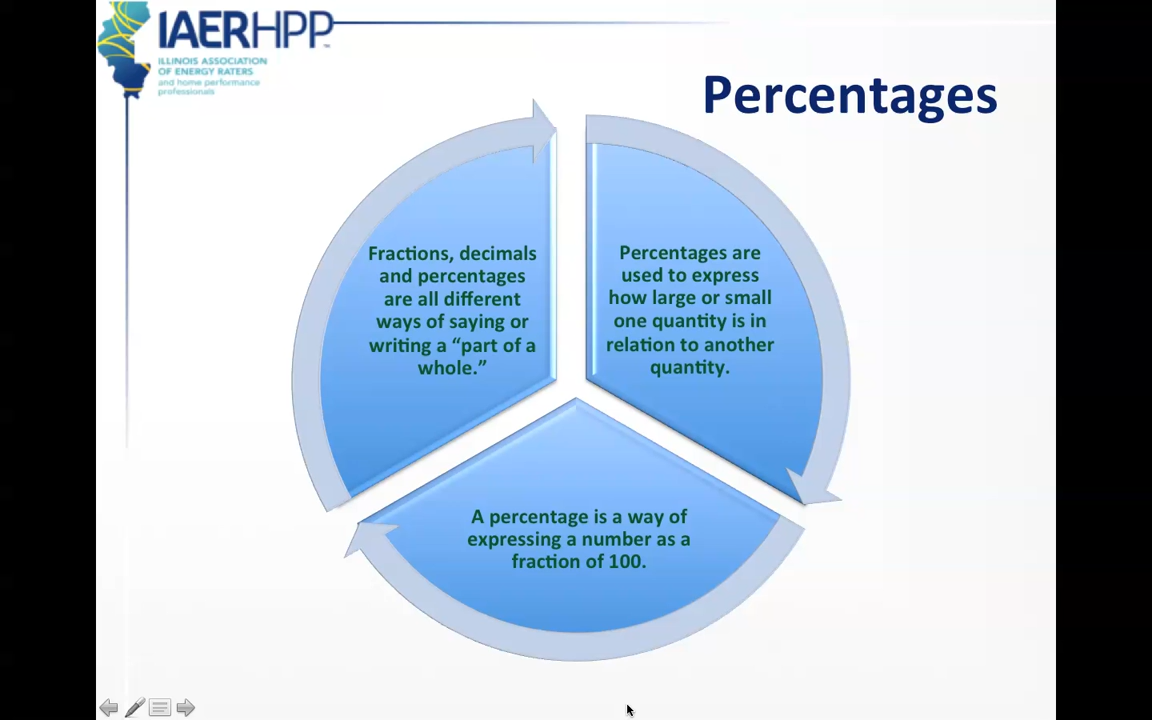 IAERHPP
ILLINOIS ASSOCIATION
OF ENERGY RATERS
and home performance
professionals
Percentages
Fractions, decimals
and percentages
are all different
ways of saying or
writing a “part of a
whole.”
Percentages are
used to express
how large or small
one quantity is in
relation to another
quantity.
A percentage is a way of
expressing a number as a
fraction of 100.